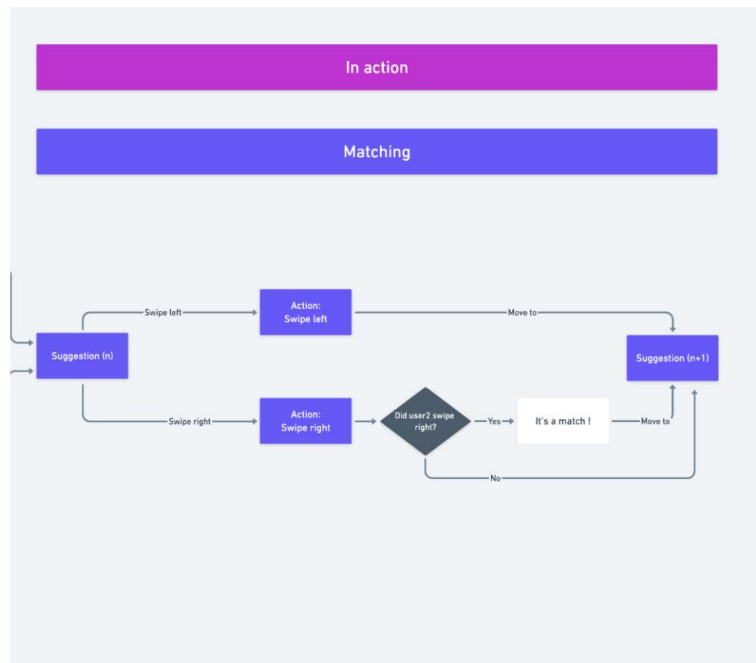 In action
Matching
Swipe left
Action:
Swipe left
Move to
Suggestion (n)
Suggestion (n+1)
Swipe right
Action:
Swipe right
Did user2 swipe
right?
Yes
It's a match !
Move to
No